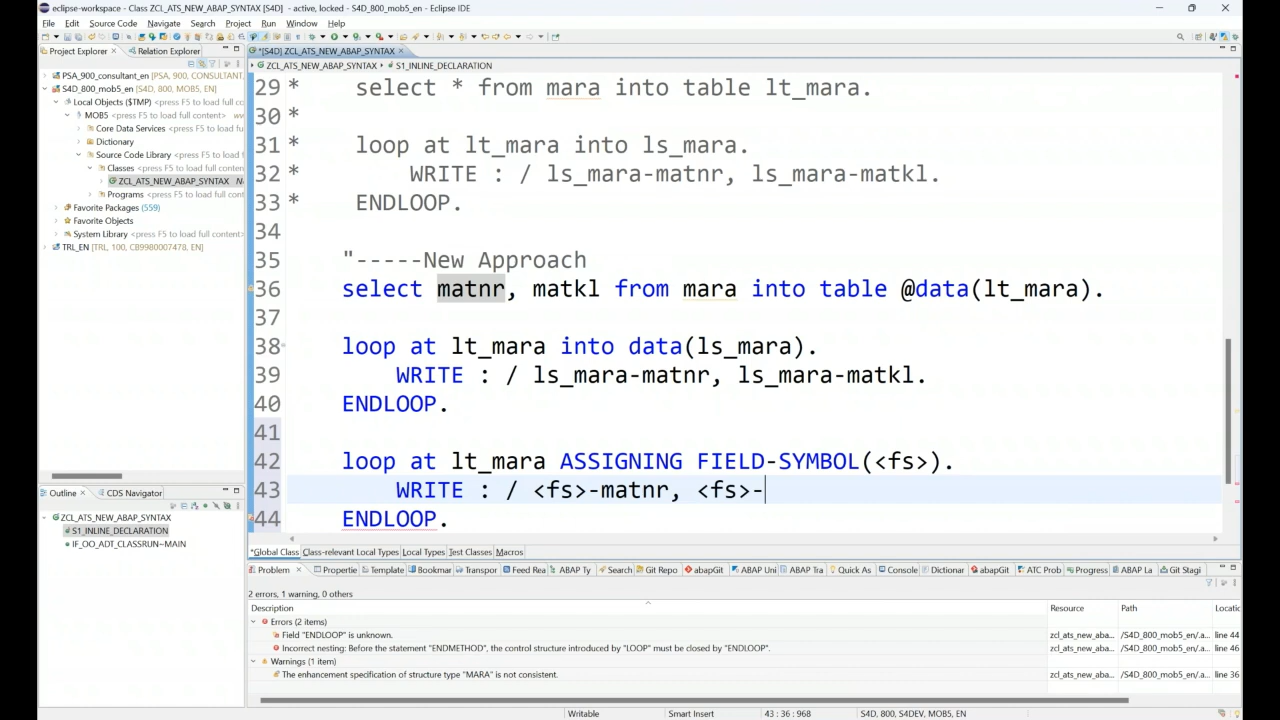 eclipse-workspace - Class ZCL_ATS_NEW_ABAP_SYNTAX [S4D] - active, locked - S4D_800_mob5_en - Eclipse IDE
File Edit Source Code Navigate Search Project Run Window Help
Project Explorer
Relation Explorer
PSA_900_consultant_en [PSA, 900, CONSULTANT,
S4D_800_mob5_en [S4D, 800, MOB5, EN]
Local Objects ($TMP) <press F5 to load full co
MOB5 <press F5 to load full content>
Core Data Services <press F5 to load fu
Dictionary
Source Code Library <press F5 to load fu
Classes <press F5 to load full conten
ZCL_ATS_NEW_ABAP_SYNTAX
Programs <press F5 to load full cont
Favorite Packages (559)
Favorite Objects
System Library <press F5 to load full content
TRL_EN [TRL, 100, CB9980007478, EN]
Outline
CDS Navigator
ZCL_ATS_NEW_ABAP_SYNTAX
S1_INLINE_DECLARATION
IF_OO_ADT_CLASSRUN~MAIN
*[S4D] ZCL_ATS_NEW_ABAP_SYNTAX
ZCL_ATS_NEW_ABAP_SYNTAX S1_INLINE_DECLARATION
29 * select * from mara into table lt_mara.
30 *
31 * loop at lt_mara into ls_mara.
32 * WRITE : / ls_mara-matnr, ls_mara-matkl.
33 * ENDLOOP.
34
35 "-----New Approach
36 select matnr, matkl from mara into table @data(lt_mara).
37
38 loop at lt_mara into data(ls_mara).
39 WRITE : / ls_mara-matnr, ls_mara-matkl.
40 ENDLOOP.
41
42 loop at lt_mara ASSIGNING FIELD-SYMBOL(<fs>).
43 WRITE : / <fs>-matnr, <fs>-
44 ENDLOOP.
*Global Class Class-relevant Local Types Local Types Test Classes Macros
Problem Propertie Template Bookmar Transpor Feed Rea ABAP Ty Search Git Repo abapGit ABAP Uni ABAP Tra Quick As Console Dictionar abapGit ATC Prob Progress ABAP La Git Stagi
2 errors, 1 warning, 0 others
Description Resource Path Locatic
Errors (2 items)
Field "ENDLOOP" is unknown. zcl_ats_new_aba... /S4D_800_mob5_en/.a... line 44
Incorrect nesting: Before the statement "ENDMETHOD", the control structure introduced by "LOOP" must be closed by "ENDLOOP". zcl_ats_new_aba... /S4D_800_mob5_en/.a... line 46
Warnings (1 item)
The enhancement specification of structure type "MARA" is not consistent. zcl_ats_new_aba... /S4D_800_mob5_en/.a... line 36
Writable Smart Insert 43 : 36 : 968 S4D, 800, S4DEV, MOB5, EN